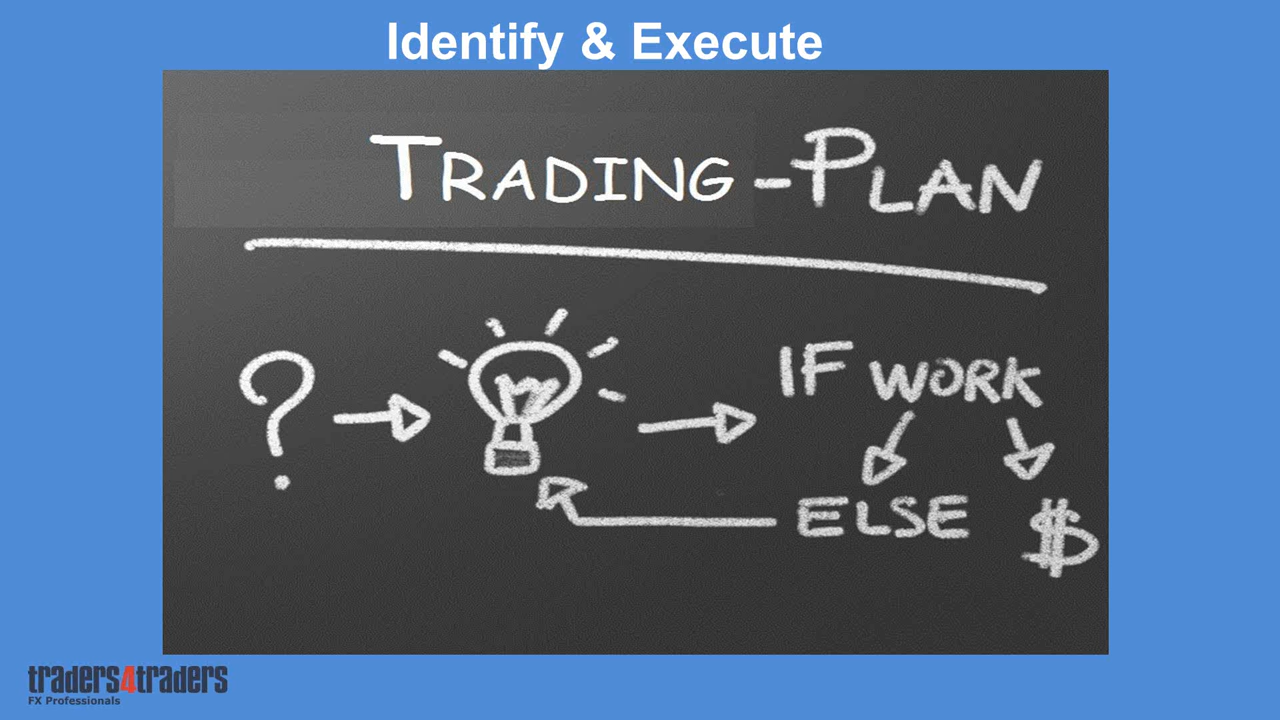 Identify & Execute
TRADING-PLAN
?
IF WORK
ELSE $
traders4traders
FX Professionals